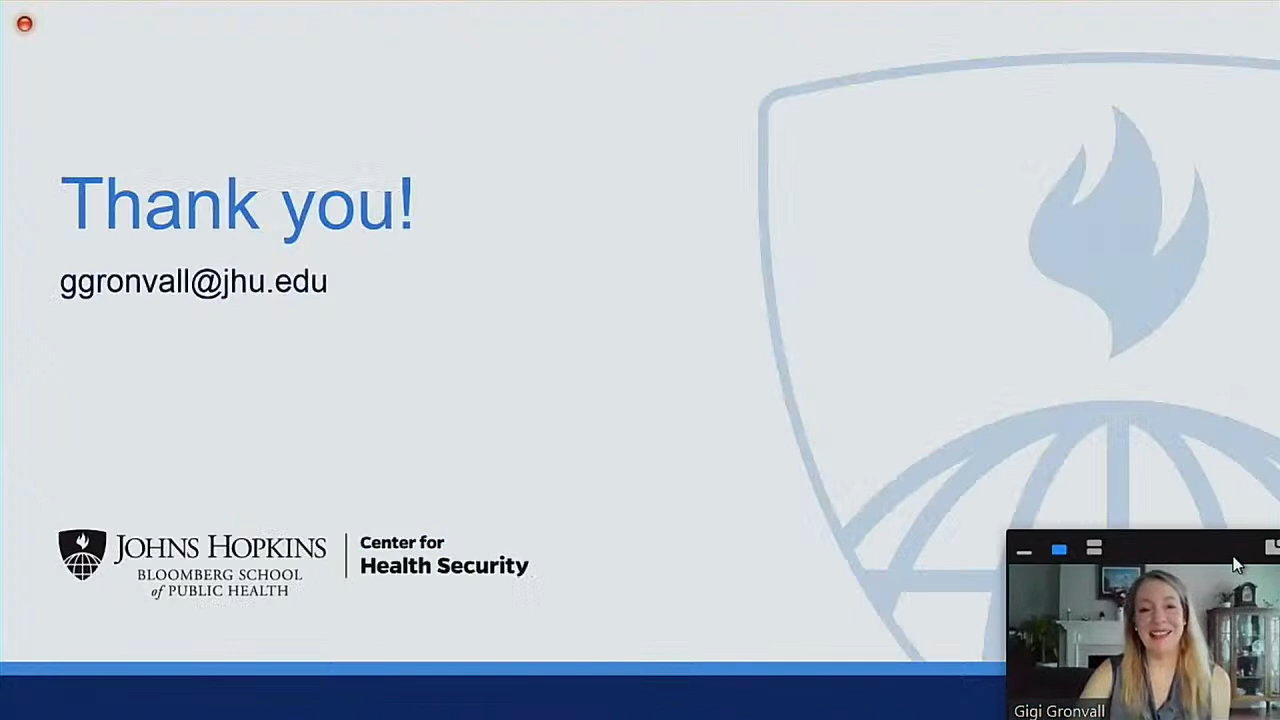 Thank you!
ggronvall@jhu.edu
JOHNS HOPKINS
BLOOMBERG SCHOOL
of PUBLIC HEALTH
Center for
Health Security
Gigi Gronvall